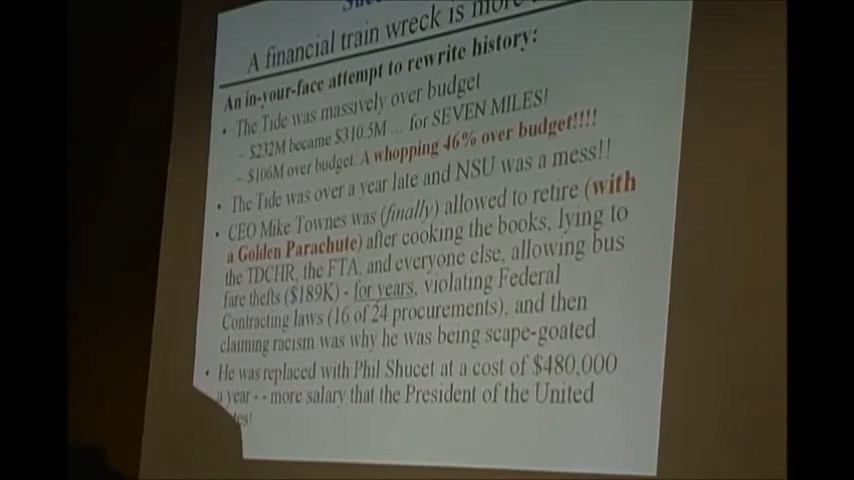 A financial train wreck is more
An in-your-face attempt to rewrite history:
• The Tide was massively over budget
– $232M became $310.5M ... for SEVEN MILES!
– $106M over budget. A whopping 46% over budget!!!!
• The Tide was over a year late and NSU was a mess!!
• CEO Mike Townes was (finally) allowed to retire (with
a Golden Parachute) after cooking the books, lying to
the TDCHR, the FTA, and everyone else, allowing bus
fare thefts ($189K) - for years, violating Federal
Contracting laws (16 of 24 procurements), and then
claiming racism was why he was being scape-goated.
• He was replaced with Phil Shucet at a cost of $480,000
a year - - more salary that the President of the United